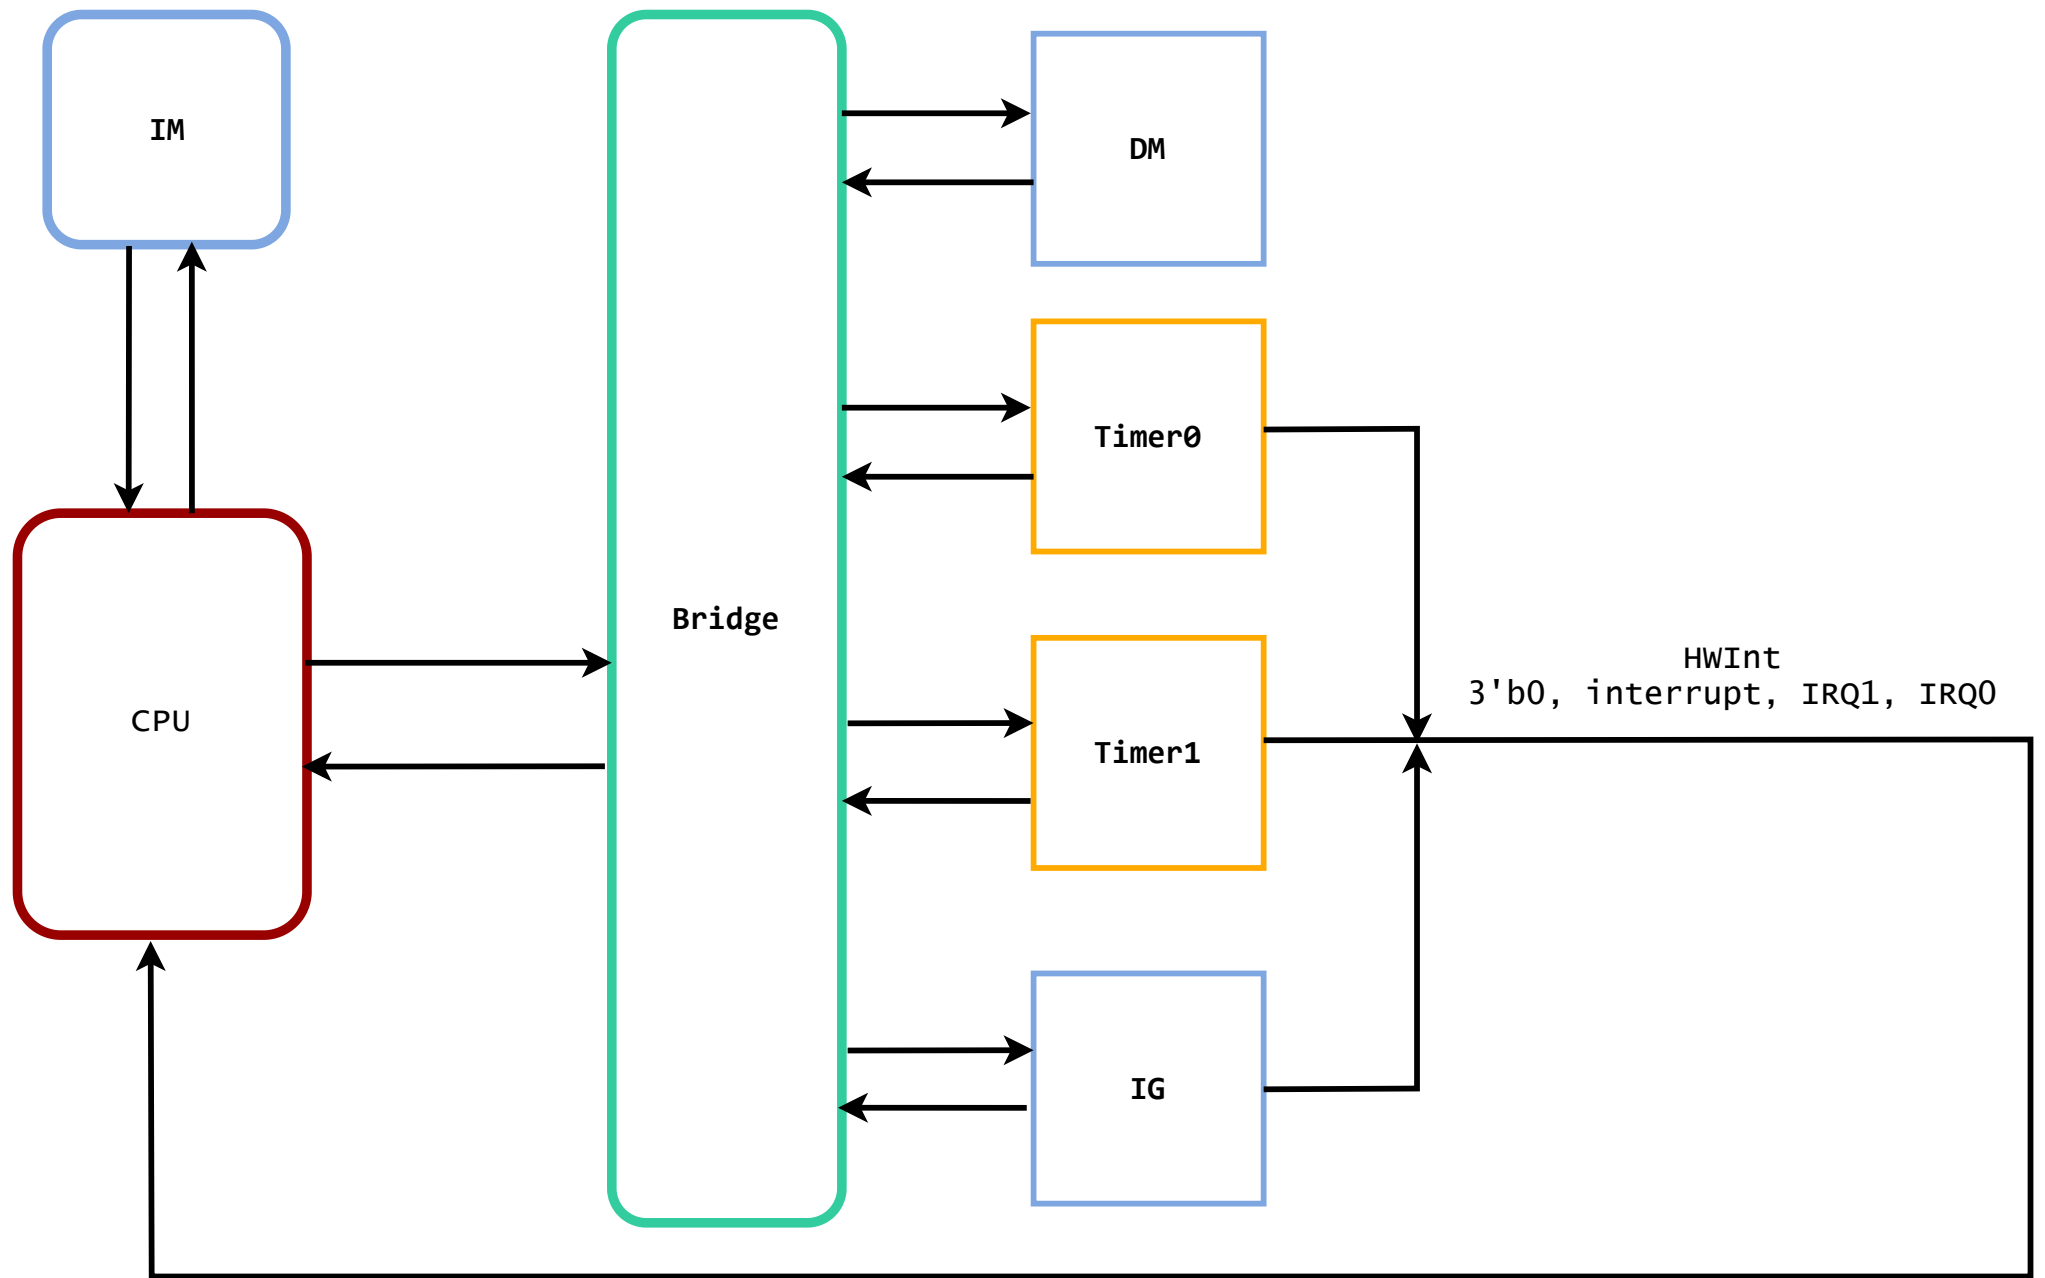 IM
DM
Timer0
Bridge
HWInt
3'b0, interrupt, IRQ1, IRQ0
CPU
Timer1
IG